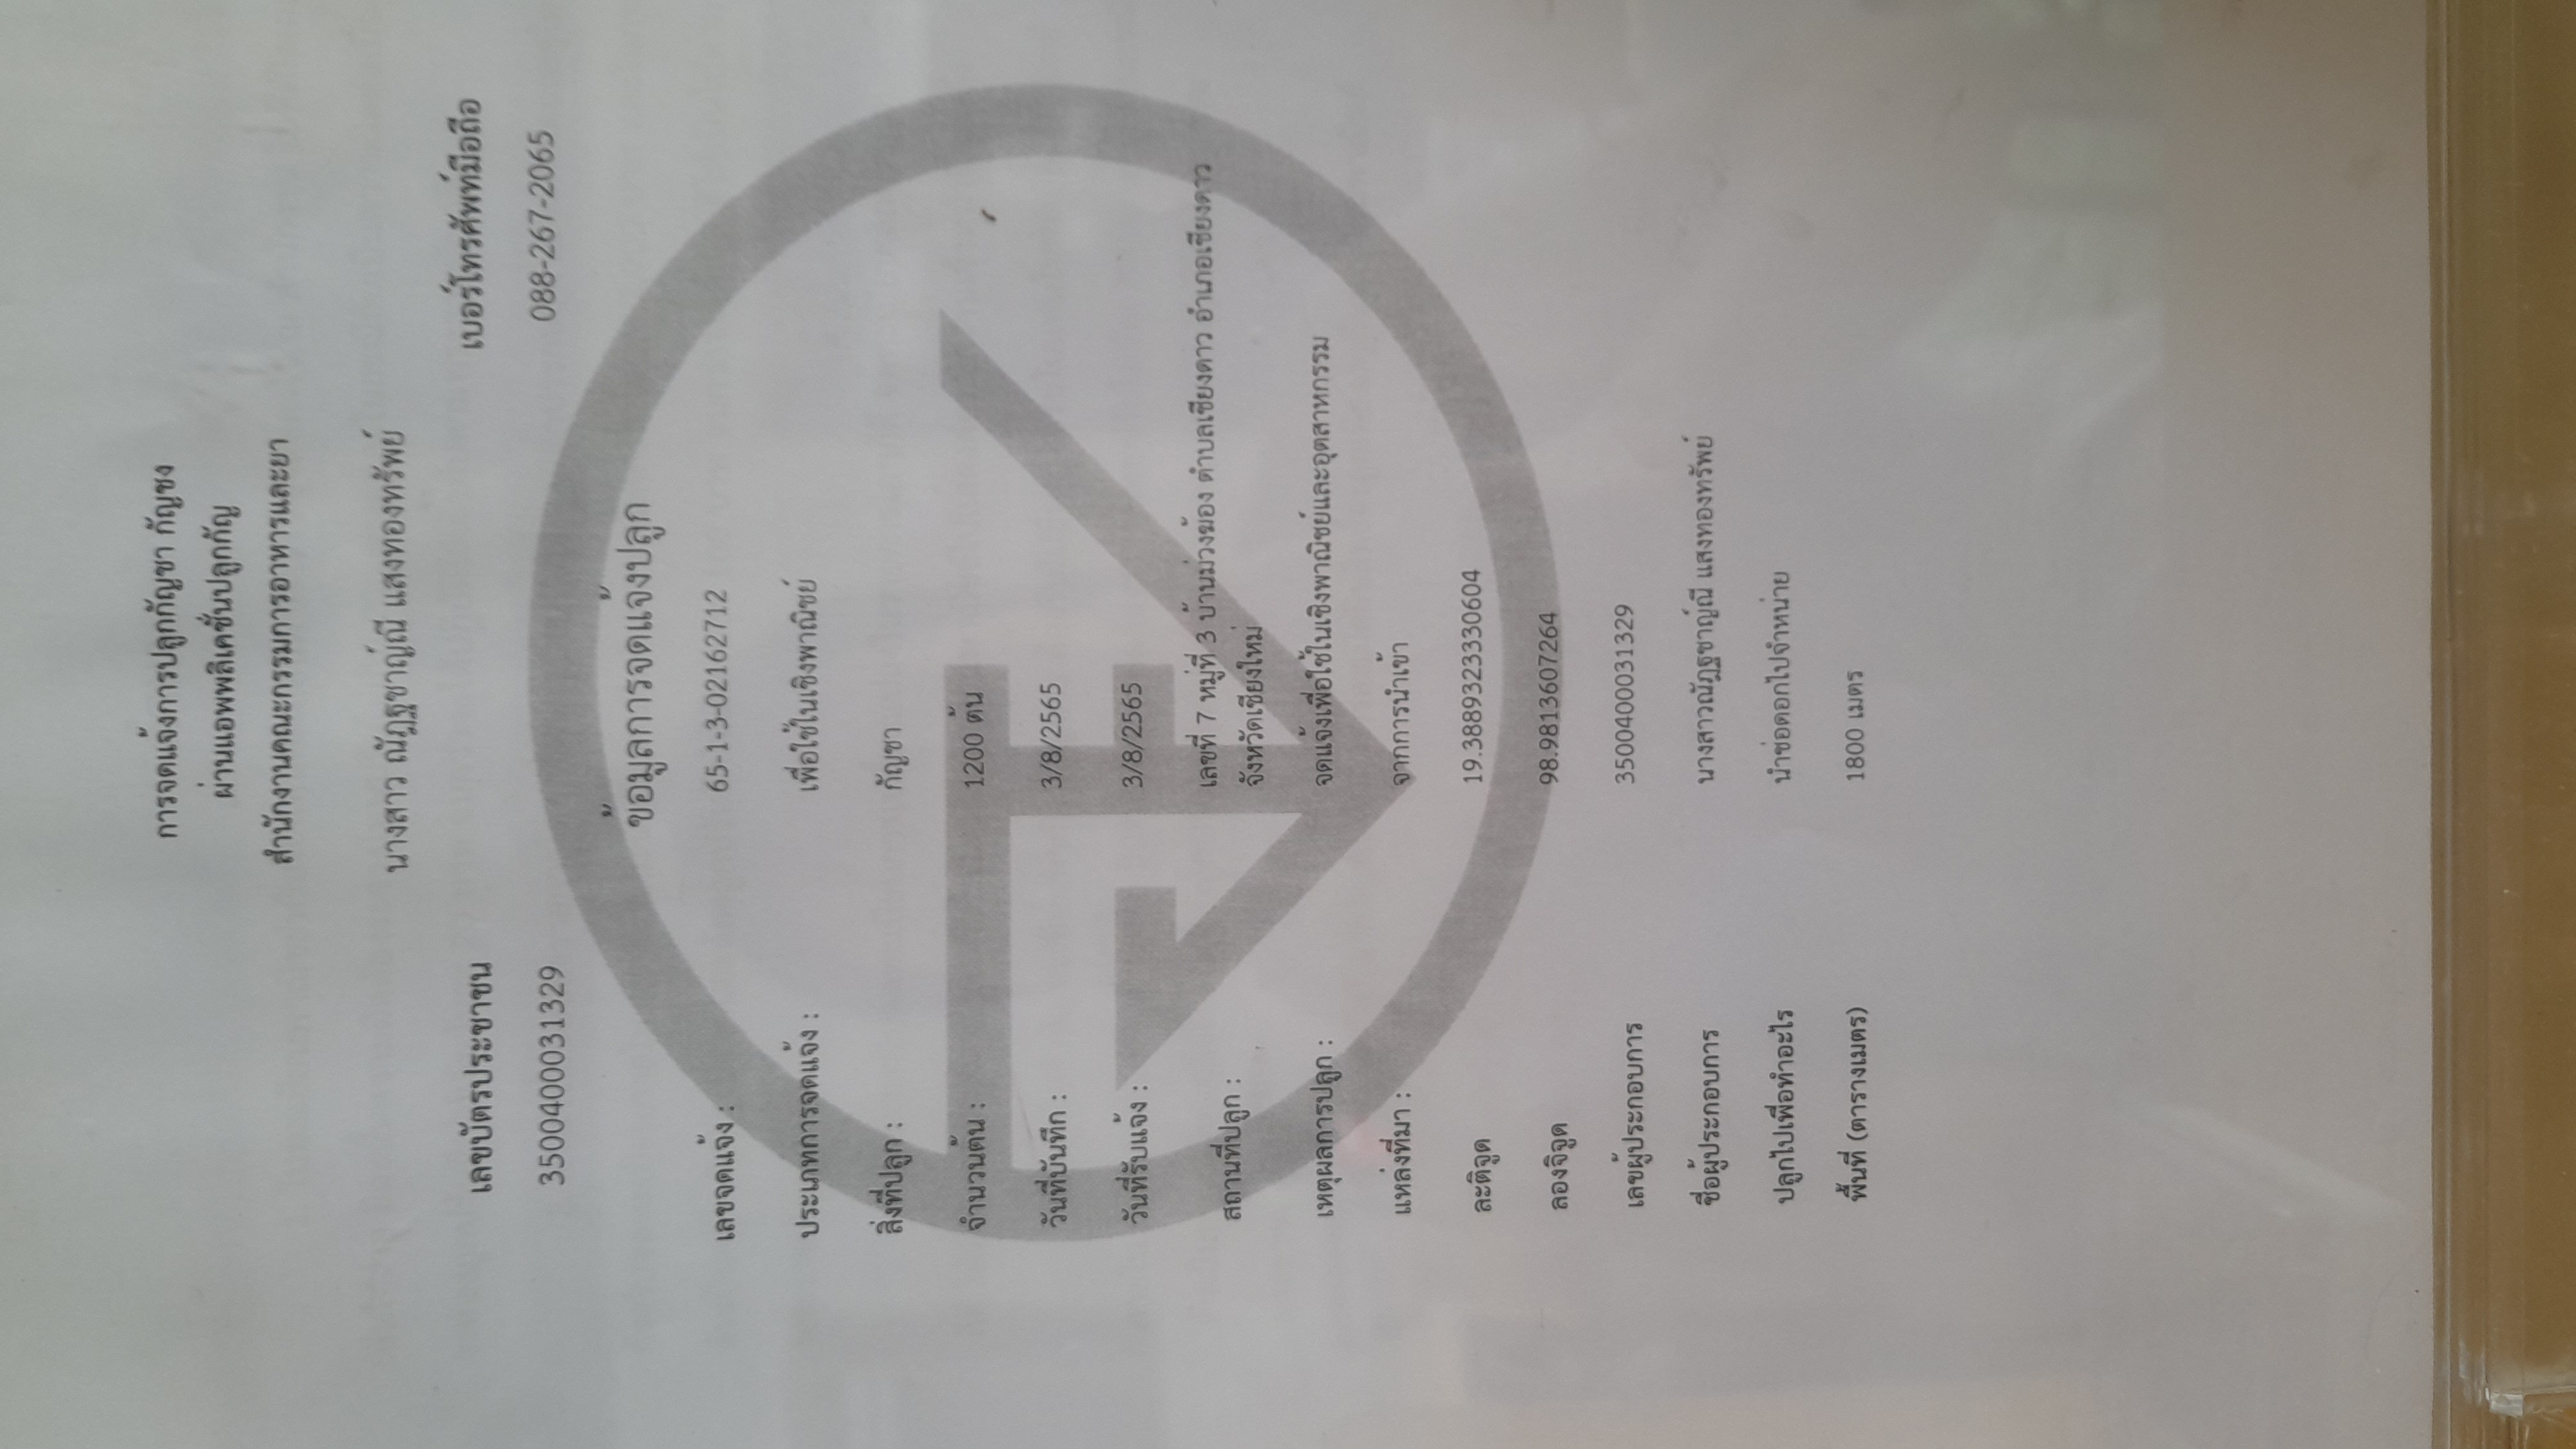 การจดแจ้งการปลูกกัญชา กัญชง
ผ่านแอพพลิเคชั่นปลูกกัญ
สำนักงานคณะกรรมการอาหารและยา
นางสาว ณัฎฐชาญ์ณี แสงทองทรัพย์
เลขบัตรประชาชน เบอร์โทรศัพท์มือถือ
3500400031329 088-267-2065
ข้อมูลการจดแจ้งปลูก
เลขจดแจ้ง : 65-1-3-02162712
ประเภทการจดแจ้ง : เพื่อใช้ในเชิงพาณิชย์
สิ่งที่ปลูก : กัญชา
จำนวนต้น : 1200 ต้น
วันที่บันทึก : 3/8/2565
วันที่รับแจ้ง : 3/8/2565
สถานที่ปลูก : เลขที่ 7 หมู่ที่ 3 บ้านม่วงฆ้อง ตำบลเชียงดาว อำเภอเชียงดาว
จังหวัดเชียงใหม่
เหตุผลการปลูก : จดแจ้งเพื่อใช้ในเชิงพาณิชย์และอุตสาหกรรม
แหล่งที่มา : จากการนำเข้า
ละติจูด 19.3889323330604
ลองจิจูด 98.9813607264
เลขผู้ประกอบการ 3500400031329
ชื่อผู้ประกอบการ นางสาวณัฎฐชาญ์ณี แสงทองทรัพย์
ปลูกไปเพื่อทำอะไร นำช่อดอกไปจำหน่าย
พื้นที่ (ตารางเมตร) 1800 เมตร